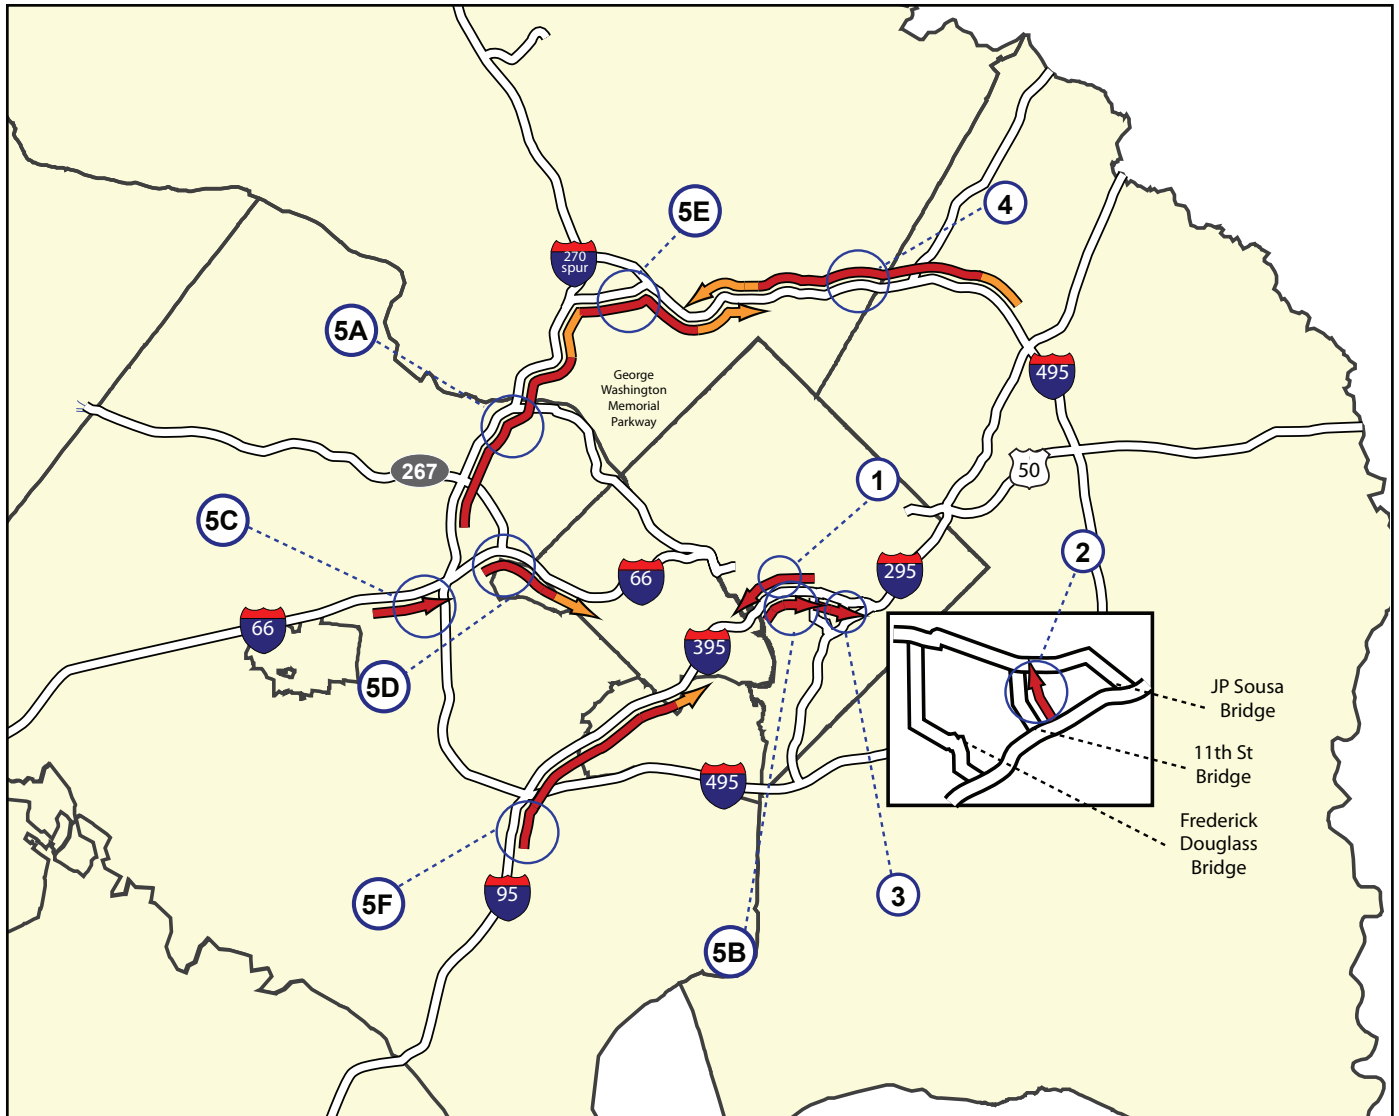 5E
4
270
spur
5A
George
Washington
Memorial
Parkway
495
267
50
1
5C
2
66
295
66
395
5D
JP Sousa
Bridge
11th St
Bridge
495
Frederick
Douglass
Bridge
95
5F
3
5B